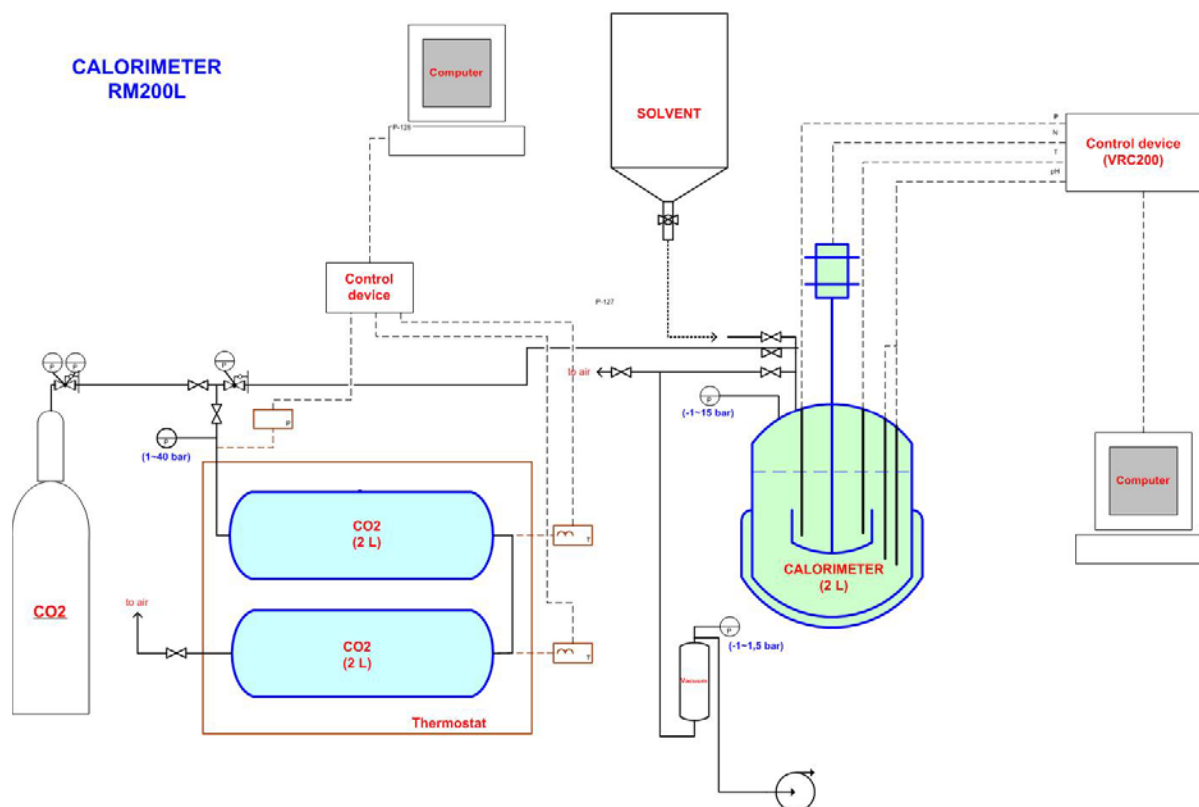 CALORIMETER
RM200L
Computer
P-126
SOLVENT
P
N
T
pH
Control device
(VRC200)
Control
device
P-127
P
P
P
to air
P
(-1~15 bar)
P
P
(1~40 bar)
CO2
(2 L)
T
CALORIMETER
(2 L)
Computer
CO2
to air
CO2
(2 L)
T
P
(-1~1,5 bar)
Vacuum
Thermostat